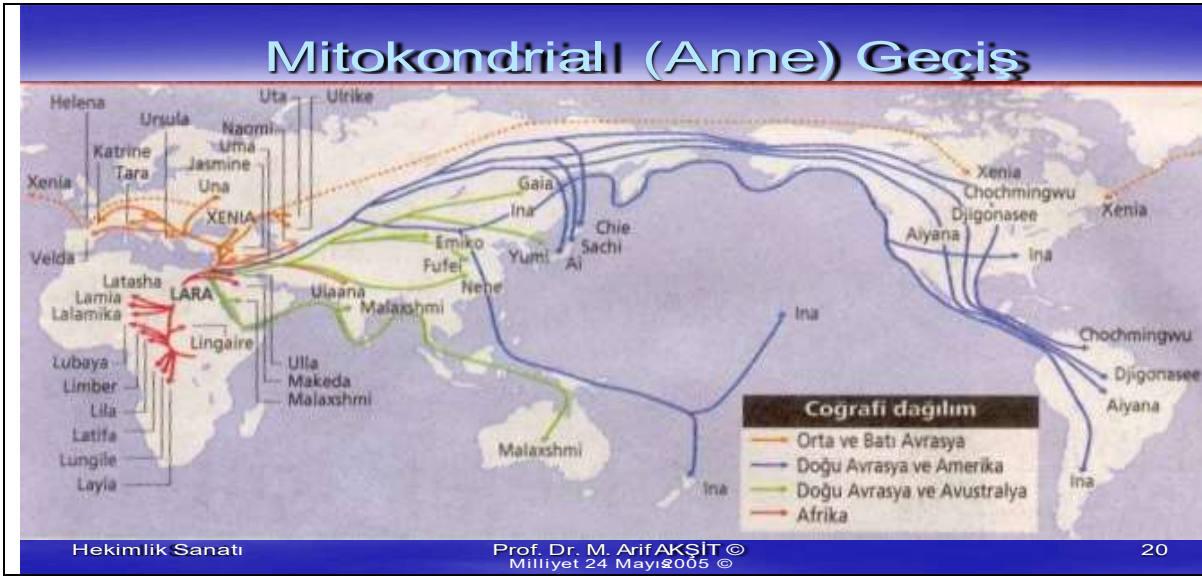 Mitokondrial (Anne) Geçiş
Helena
Uta
Ulrike
Ursula
Naomi
Katrine
Uma
Tara
Jasmine
Xenia
Una
XENIA
Velda
Latasha
LARA
Lamia
Lalamika
Lingaire
Lubaya
Limber
Lila
Latifa
Lungile
Layia
Ulla
Makeda
Malaxshmi
Ulaana
Malaxshmi
Gaia
Ina
Emiko
Fufei
Nene
Yumi
Ai
Sachi
Chie
Malaxshmi
Ina
Ina
Xenia
Chochmingwu
Djigonasee
Aiyana
Xenia
Ina
Chochmingwu
Djigonasee
Aiyana
Ina
Coğrafi dağılım
Orta ve Batı Avrasya
Doğu Avrasya ve Amerika
Doğu Avrasya ve Avustralya
Afrika
Hekimlik Sanatı
Prof. Dr. M. Arif AKŞİT ©
Milliyet 24 Mayıs2005 ©
20